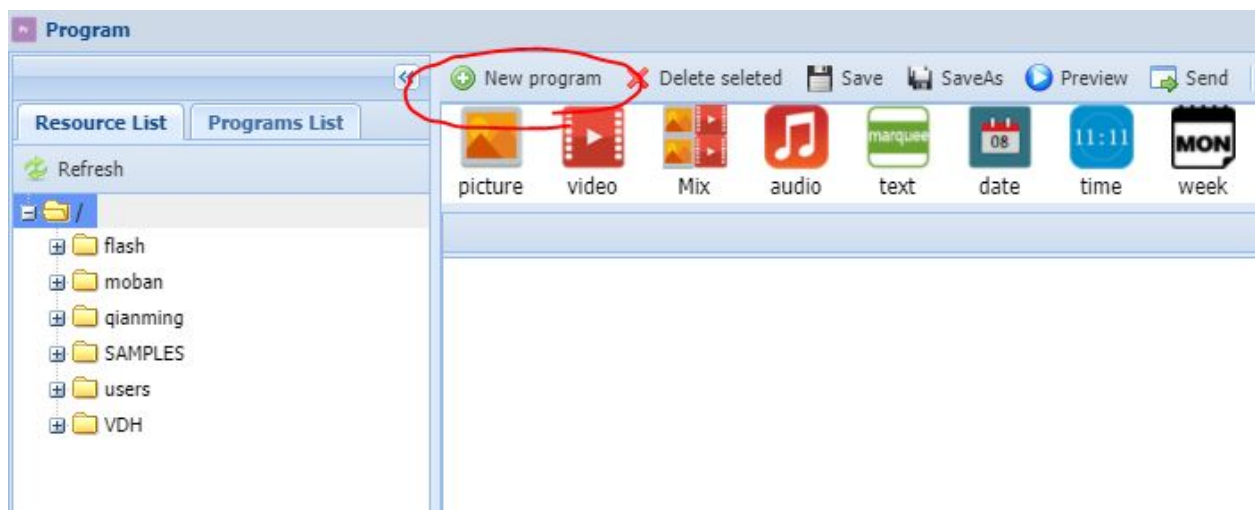 Program
New program Delete seleted Save SaveAs Preview Send
Resource List Programs List
marquee 08 11:11 MON
Refresh
picture video Mix audio text date time week
/
flash
moban
qianming
SAMPLES
users
VDH